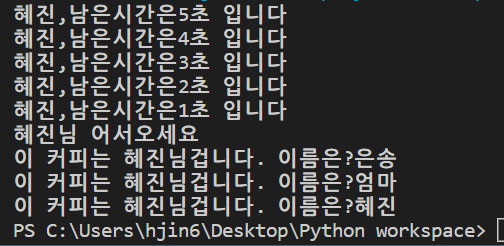 혜진,남은시간은5초 입니다
혜진,남은시간은4초 입니다
혜진,남은시간은3초 입니다
혜진,남은시간은2초 입니다
혜진,남은시간은1초 입니다
혜진님 어서오세요
이 커피는 혜진님겁니다. 이름은?은송
이 커피는 혜진님겁니다. 이름은?엄마
이 커피는 혜진님겁니다. 이름은?혜진
PS C:\Users\hjin6\Desktop\Python workspace>